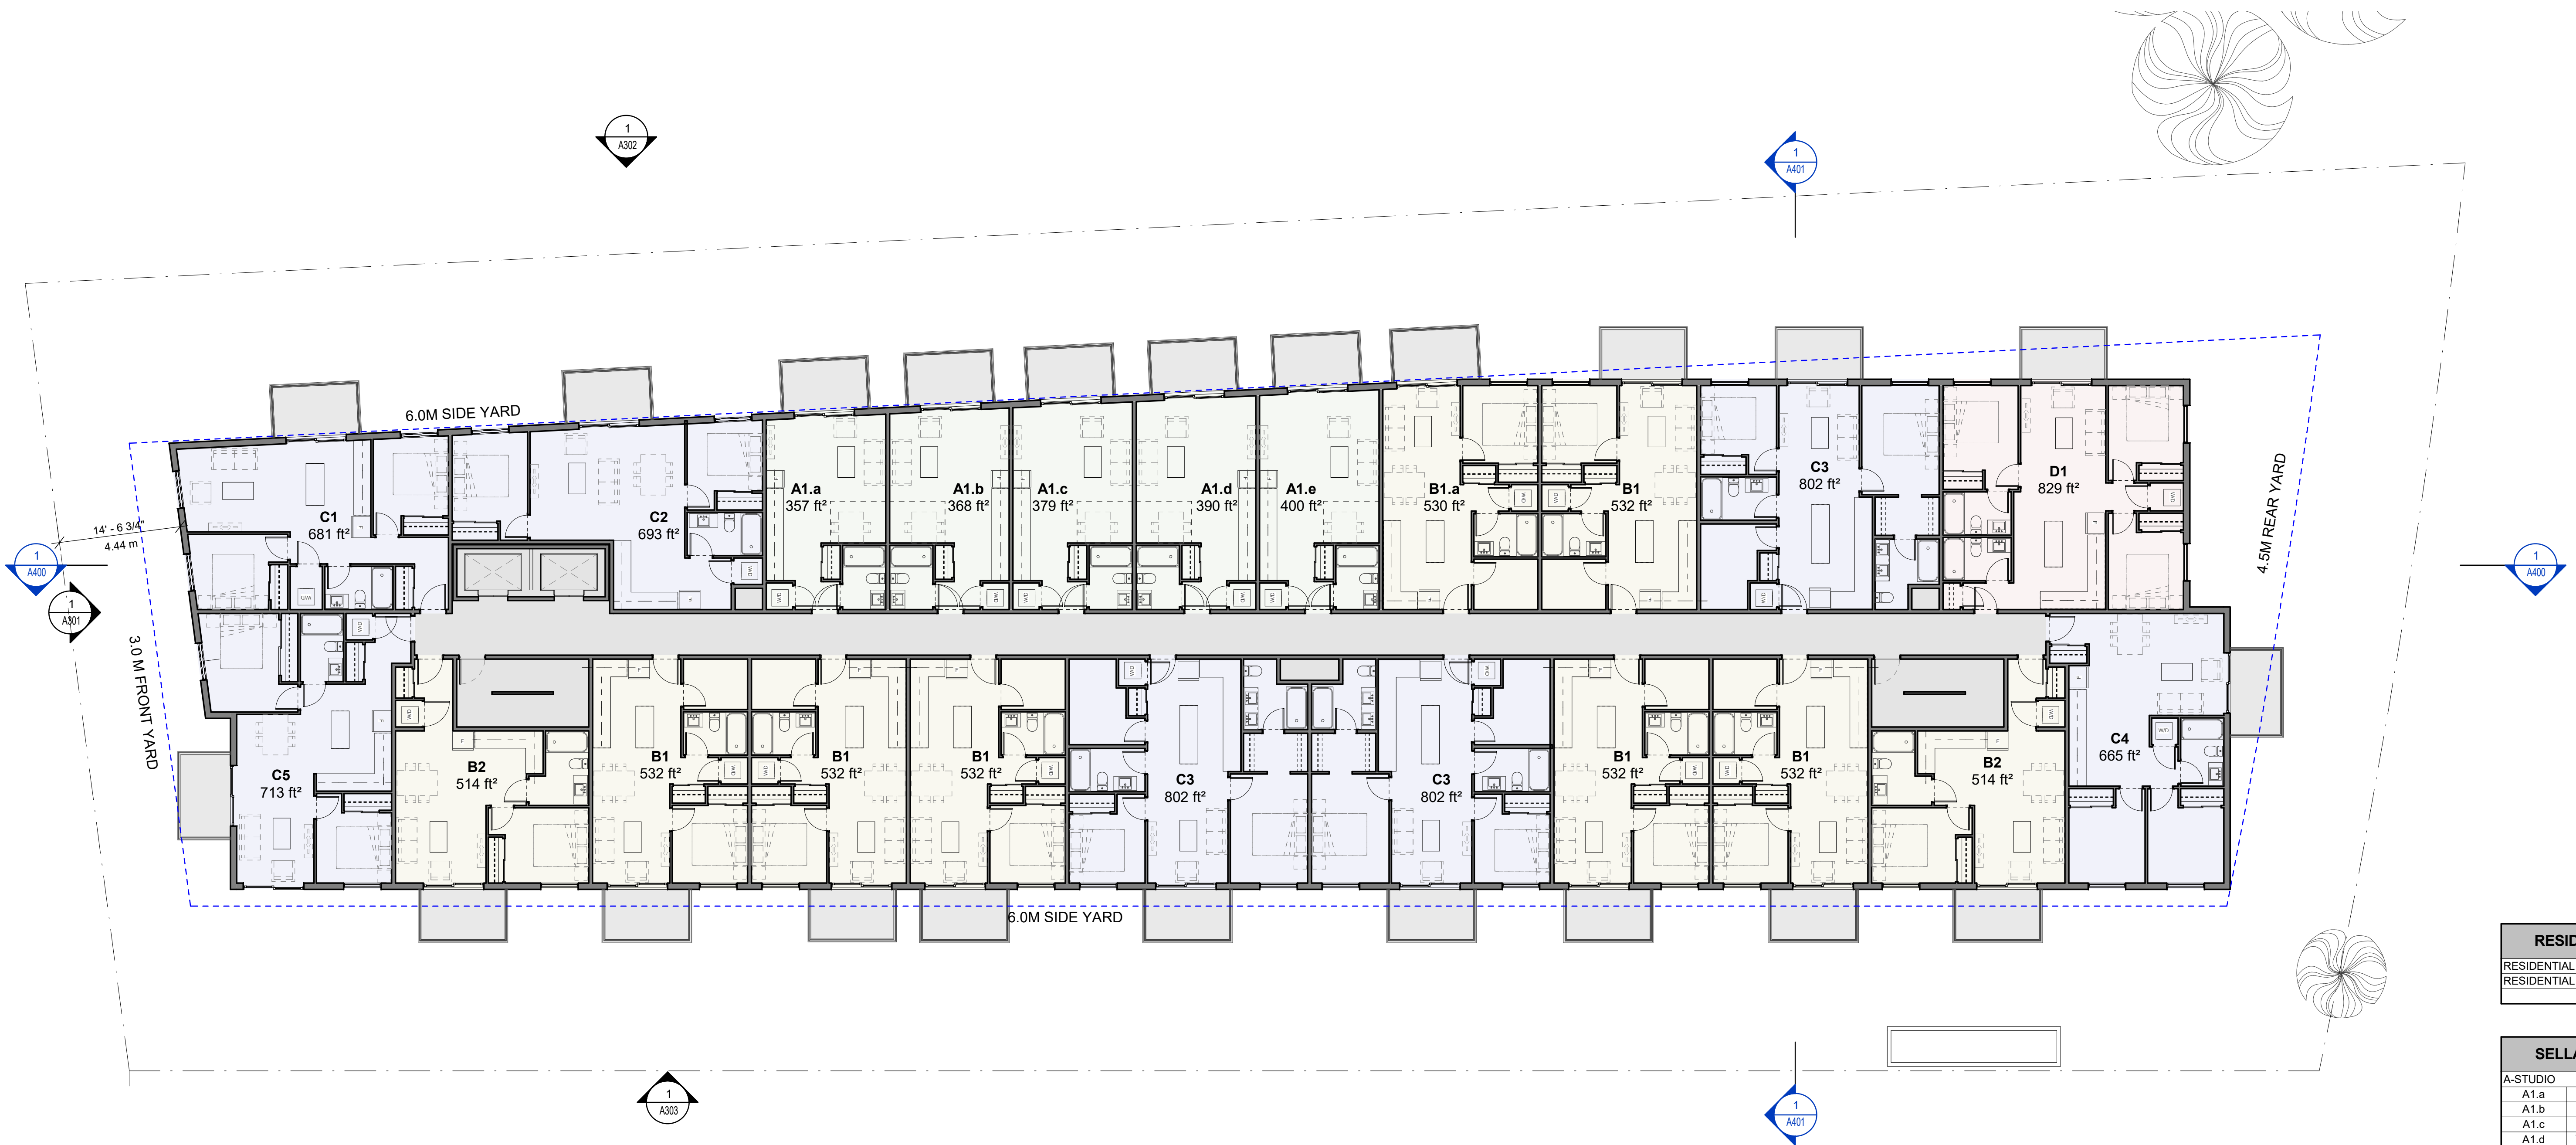 1
A302
1
A401
6.0M SIDE YARD
14' - 6 3/4"
4.44 m
1
A400
1
A301
3.0 M FRONT YARD
C1
681 ft²
C2
693 ft²
A1.a
357 ft²
A1.b
368 ft²
A1.c
379 ft²
A1.d
390 ft²
A1.e
400 ft²
B1.a
530 ft²
B1
532 ft²
C3
802 ft²
D1
829 ft²
4.5M REAR YARD
1
A400
C5
713 ft²
B2
514 ft²
B1
532 ft²
B1
532 ft²
B1
532 ft²
C3
802 ft²
C3
802 ft²
B1
532 ft²
B1
532 ft²
B2
514 ft²
C4
665 ft²
6.0M SIDE YARD
1
A303
1
A401
RESID
RESIDENTIAL
RESIDENTIAL
SELLA
A-STUDIO
A1.a
A1.b
A1.c
A1.d